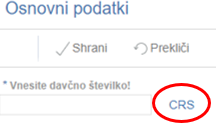 Osnovni podatki
Shrani Prekliči
* Vnesite davčno številko!
CRS